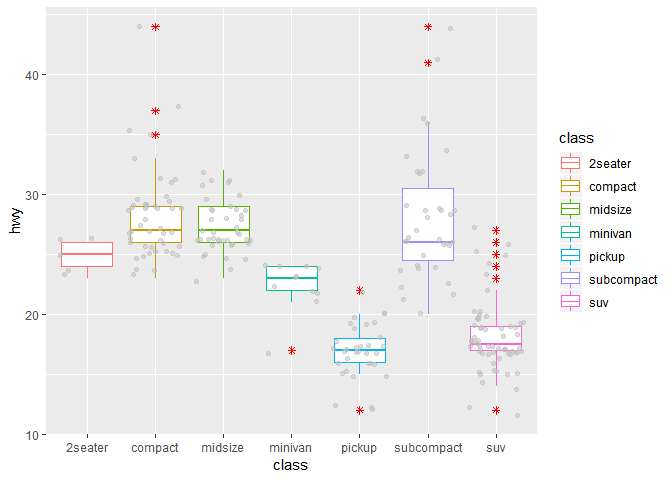 hwy
40
30
20
10
2seater compact midsize minivan pickup subcompact suv
class
class
2seater
compact
midsize
minivan
pickup
subcompact
suv